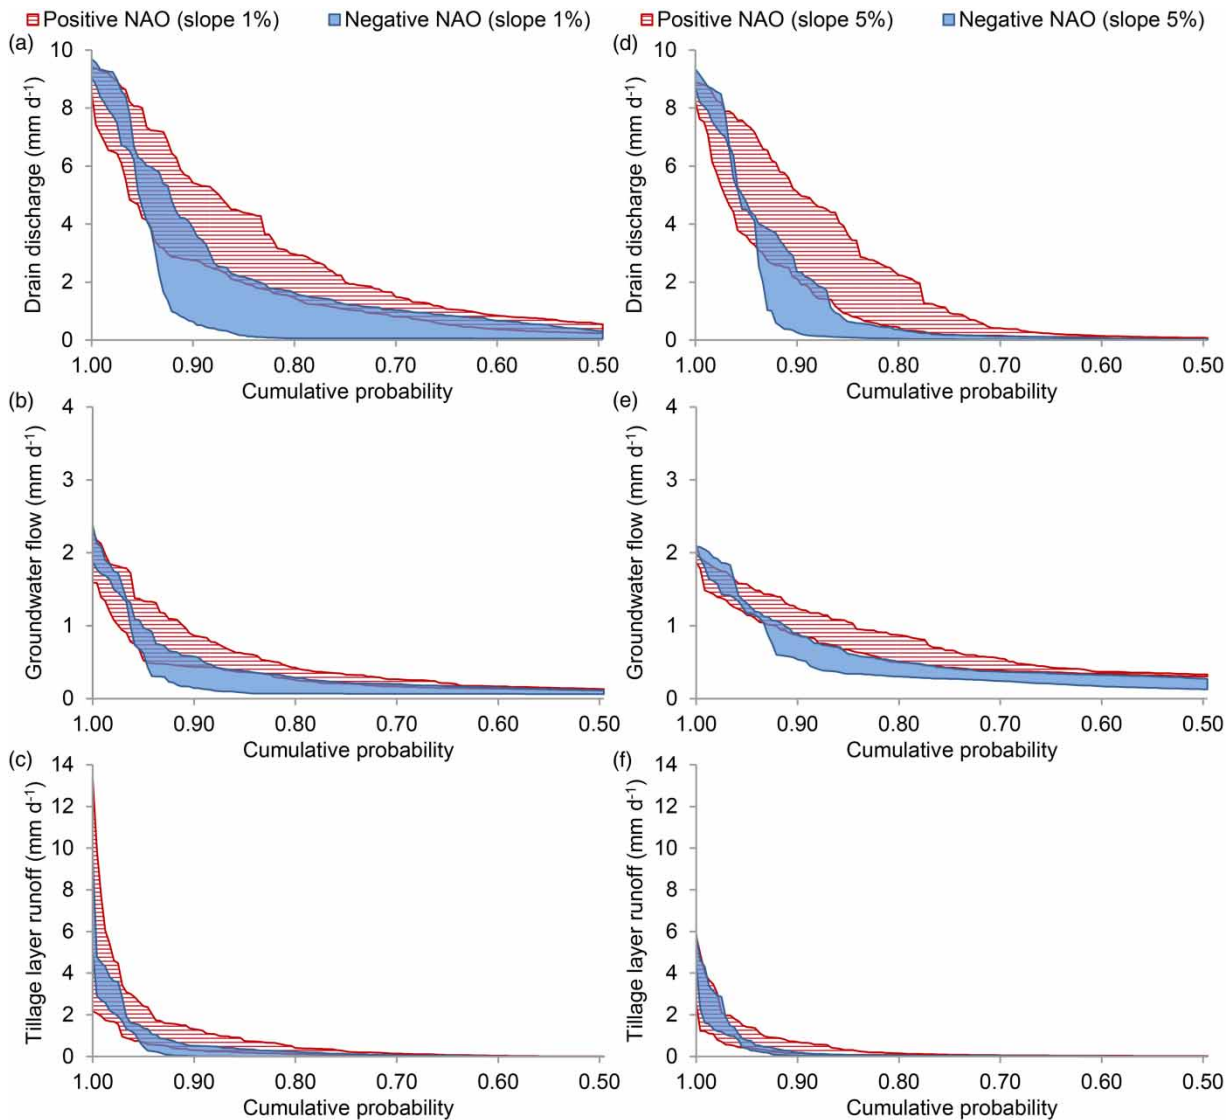 Positive NAO (slope 1%) Negative NAO (slope 1%) Positive NAO (slope 5%) Negative NAO (slope 5%)
(a)
Drain discharge (mm d⁻¹)
10
8
6
4
2
0
1.00 0.90 0.80 0.70 0.60 0.50
Cumulative probability
(d)
Drain discharge (mm d⁻¹)
10
8
6
4
2
0
1.00 0.90 0.80 0.70 0.60 0.50
Cumulative probability
(b)
Groundwater flow (mm d⁻¹)
4
3
2
1
0
1.00 0.90 0.80 0.70 0.60 0.50
Cumulative probability
(e)
Groundwater flow (mm d⁻¹)
4
3
2
1
0
1.00 0.90 0.80 0.70 0.60 0.50
Cumulative probability
(c)
Tillage layer runoff (mm d⁻¹)
14
12
10
8
6
4
2
0
1.00 0.90 0.80 0.70 0.60 0.50
Cumulative probability
(f)
Tillage layer runoff (mm d⁻¹)
14
12
10
8
6
4
2
0
1.00 0.90 0.80 0.70 0.60 0.50
Cumulative probability